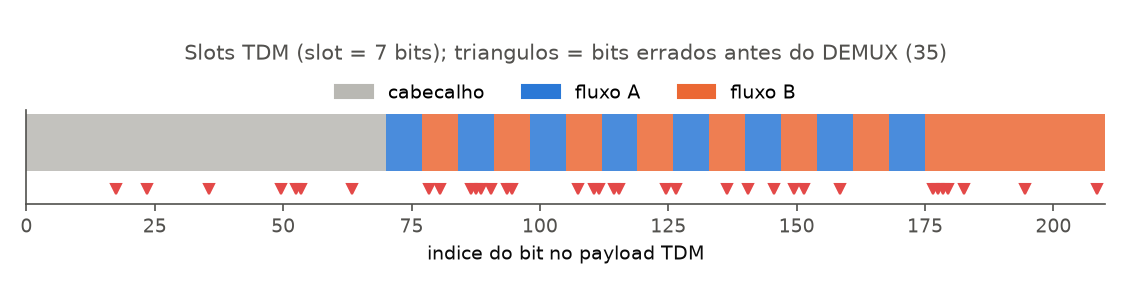 Slots TDM (slot = 7 bits); triangulos = bits errados antes do DEMUX (35)
cabecalho fluxo A fluxo B
0 25 50 75 100 125 150 175 200
indice do bit no payload TDM